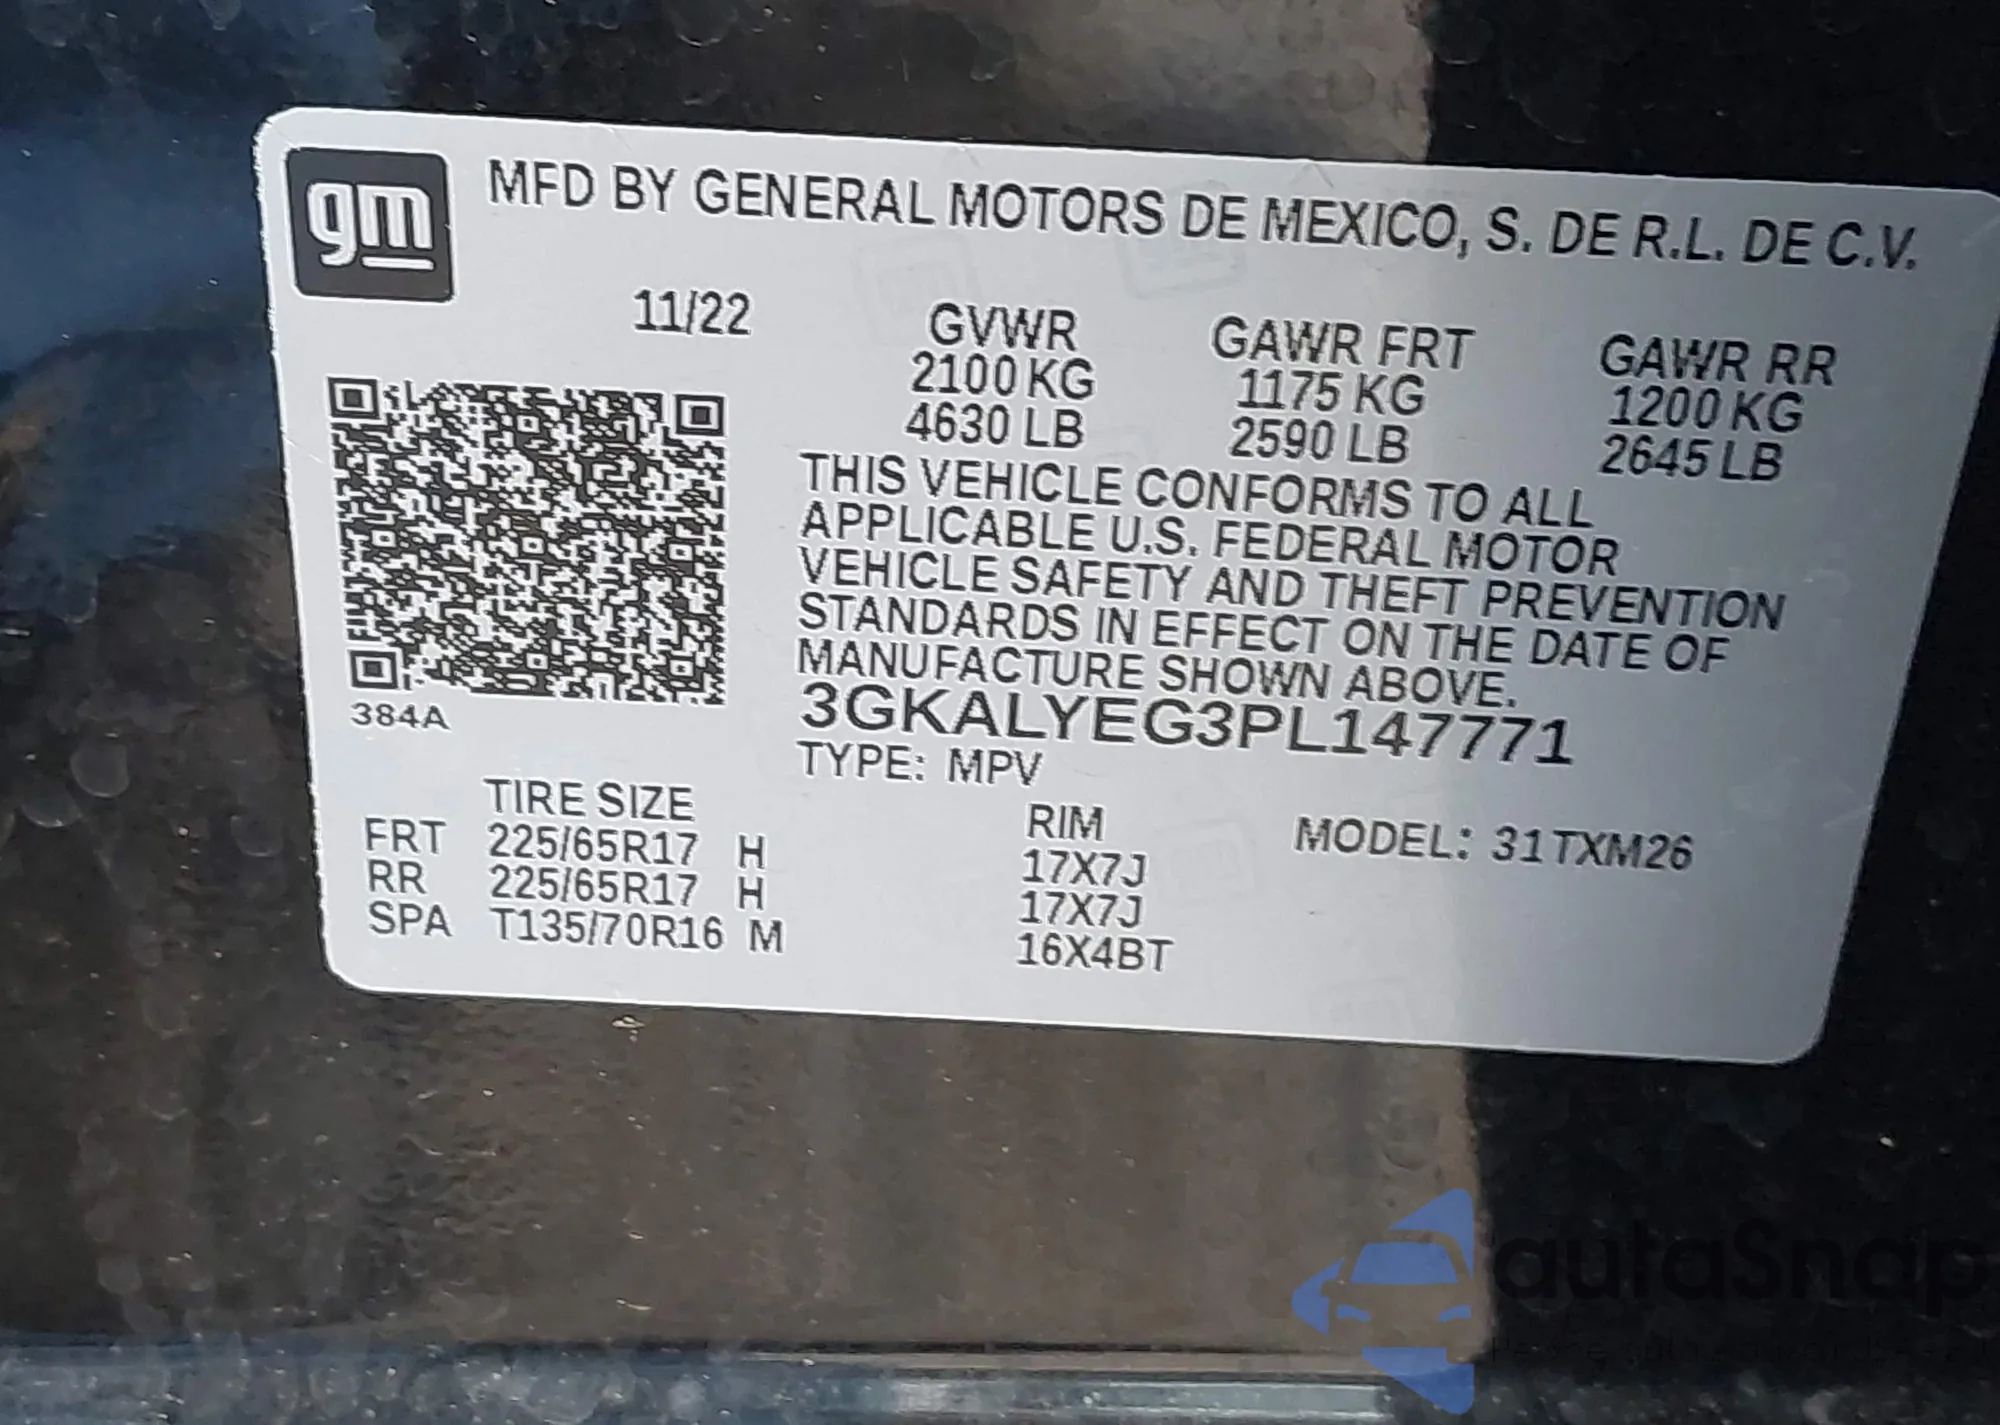 gm
MFD BY GENERAL MOTORS DE MEXICO, S. DE R.L. DE C.V.
11/22
GVWR GAWR FRT GAWR RR
2100 KG 1175 KG 1200 KG
4630 LB 2590 LB 2645 LB
THIS VEHICLE CONFORMS TO ALL
APPLICABLE U.S. FEDERAL MOTOR
VEHICLE SAFETY AND THEFT PREVENTION
STANDARDS IN EFFECT ON THE DATE OF
MANUFACTURE SHOWN ABOVE.
384A
3GKALYEG3PL147771
TYPE: MPV
TIRE SIZE RIM MODEL: 31TXM26
FRT 225/65R17 H 17X7J
RR 225/65R17 H 17X7J
SPA T135/70R16 M 16X4BT
autaSnap